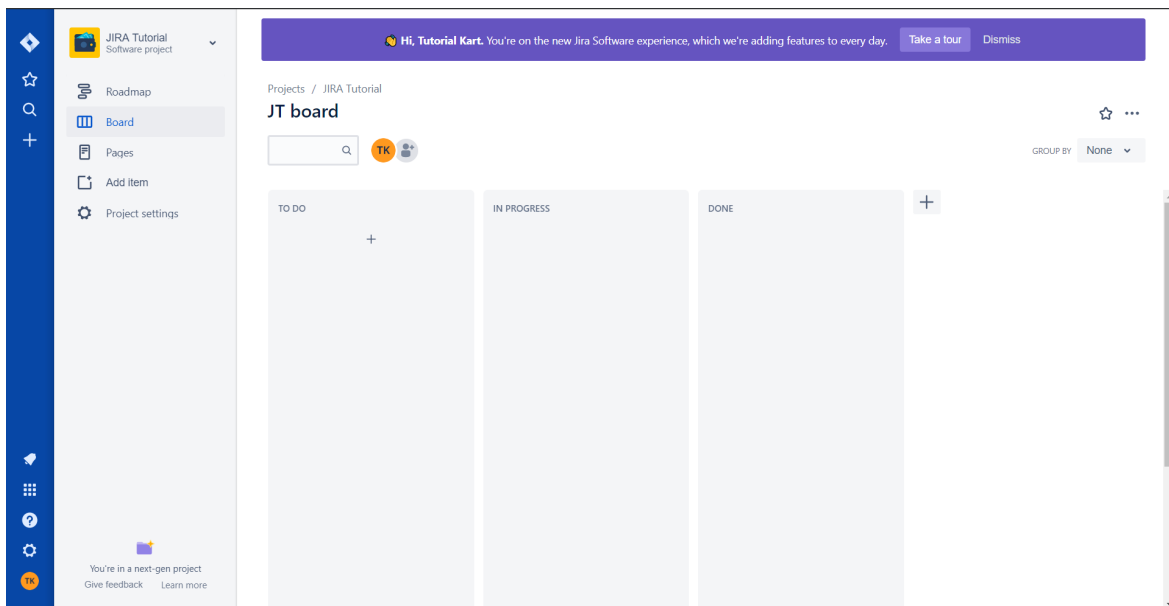 JIRA Tutorial
Software project
Roadmap
Board
Pages
Add item
Project settings
You're in a next-gen project
Give feedback Learn more
TK
Hi, Tutorial Kart. You're on the new Jira Software experience, which we're adding features to every day. Take a tour Dismiss
Projects / JIRA Tutorial
JT board
TK
GROUP BY None
TO DO
IN PROGRESS
DONE